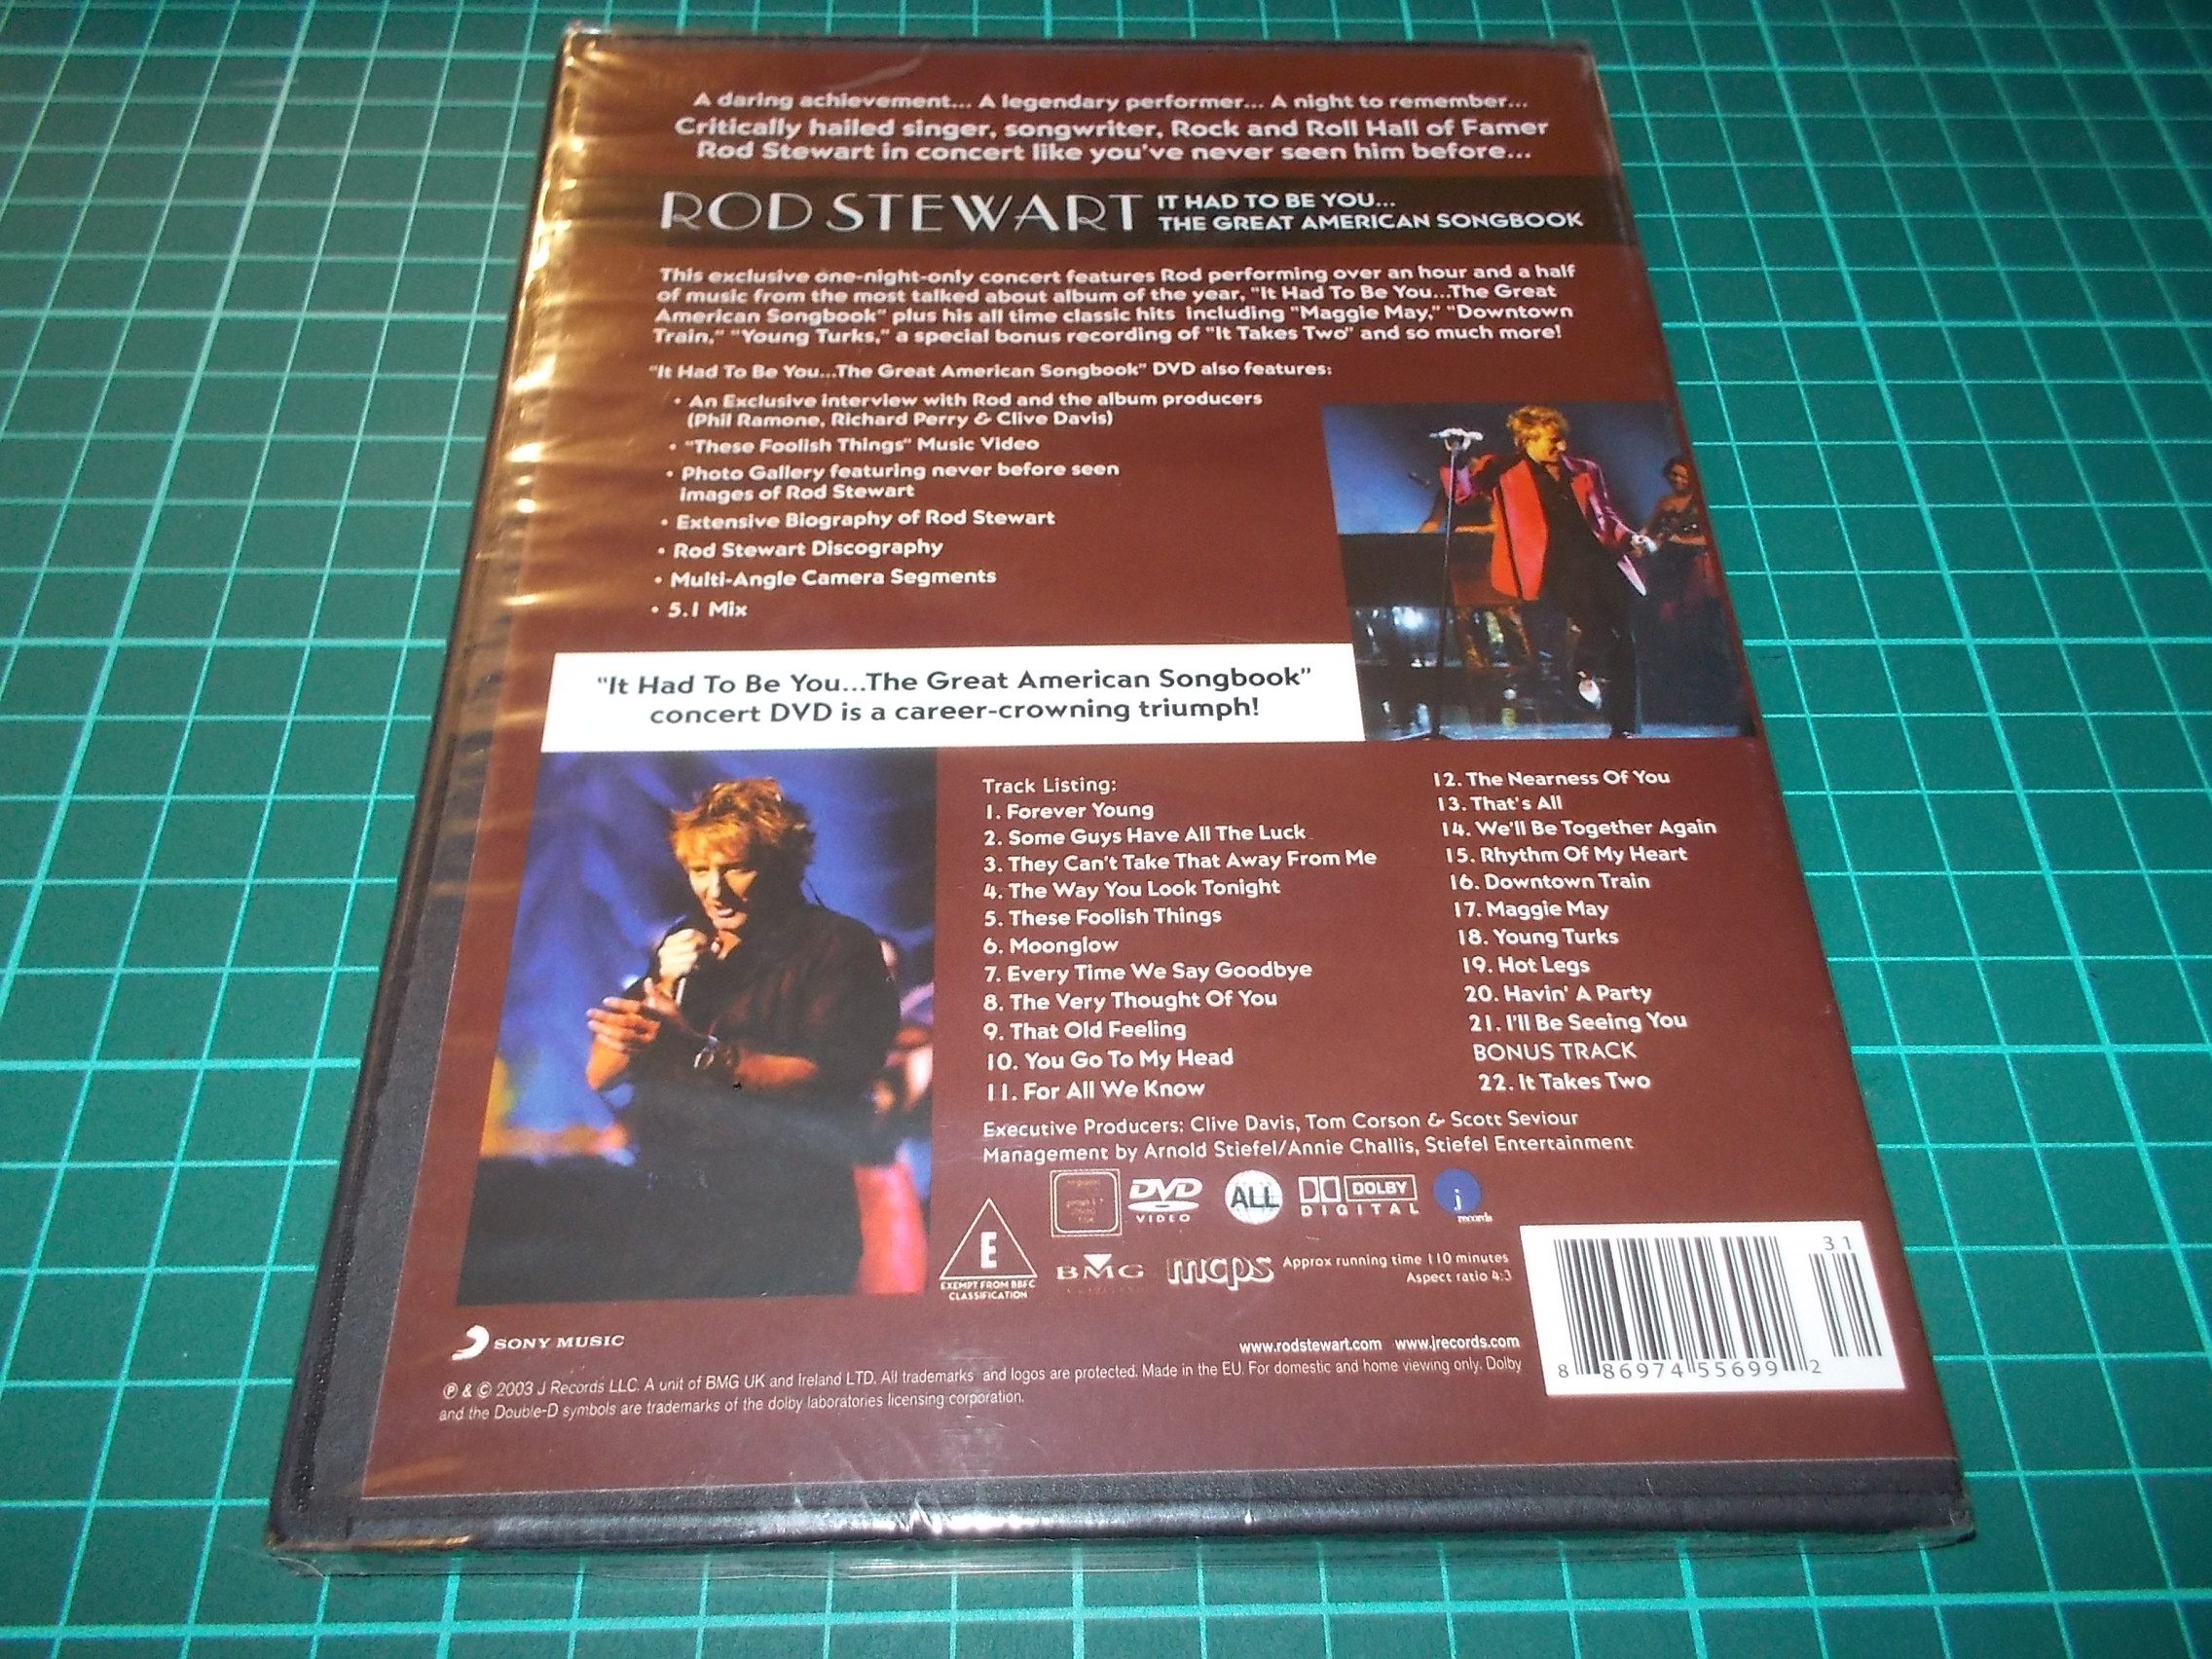 A daring achievement... A legendary performer... A night to remember...
Critically hailed singer, songwriter, Rock and Roll Hall of Famer
Rod Stewart in concert like you've never seen him before...
ROD STEWART IT HAD TO BE YOU...
THE GREAT AMERICAN SONGBOOK
This exclusive one-night-only concert features Rod performing over an hour and a half
of music from the most talked about album of the year, "It Had To Be You...The Great
American Songbook" plus his all time classic hits including "Maggie May," "Downtown
Train," "Young Turks," a special bonus recording of "It Takes Two" and so much more!
"It Had To Be You...The Great American Songbook" DVD also features:
• An Exclusive interview with Rod and the album producers
(Phil Ramone, Richard Perry & Clive Davis)
• "These Foolish Things" Music Video
• Photo Gallery featuring never before seen
images of Rod Stewart
• Extensive Biography of Rod Stewart
• Rod Stewart Discography
• Multi-Angle Camera Segments
• 5.1 Mix
"It Had To Be You...The Great American Songbook"
concert DVD is a career-crowning triumph!
Track Listing:
1. Forever Young
2. Some Guys Have All The Luck
3. They Can't Take That Away From Me
4. The Way You Look Tonight
5. These Foolish Things
6. Moonglow
7. Every Time We Say Goodbye
8. The Very Thought Of You
9. That Old Feeling
10. You Go To My Head
11. For All We Know
12. The Nearness Of You
13. That's All
14. We'll Be Together Again
15. Rhythm Of My Heart
16. Downtown Train
17. Maggie May
18. Young Turks
19. Hot Legs
20. Havin' A Party
21. I'll Be Seeing You
BONUS TRACK
22. It Takes Two
Executive Producers: Clive Davis, Tom Corson & Scott Seviour
Management by Arnold Stiefel/Annie Challis, Stiefel Entertainment
DVD VIDEO ALL DOLBY DIGITAL j records
E
EXEMPT FROM BBFC
CLASSIFICATION
BMG mcps
Approx running time 110 minutes
Aspect ratio 4:3
31
8 86974 55699 2
SONY MUSIC
www.rodstewart.com www.jrecords.com
℗ & © 2003 J Records LLC. A unit of BMG UK and Ireland LTD. All trademarks and logos are protected. Made in the EU. For domestic and home viewing only. Dolby
and the Double-D symbols are trademarks of the dolby laboratories licensing corporation.